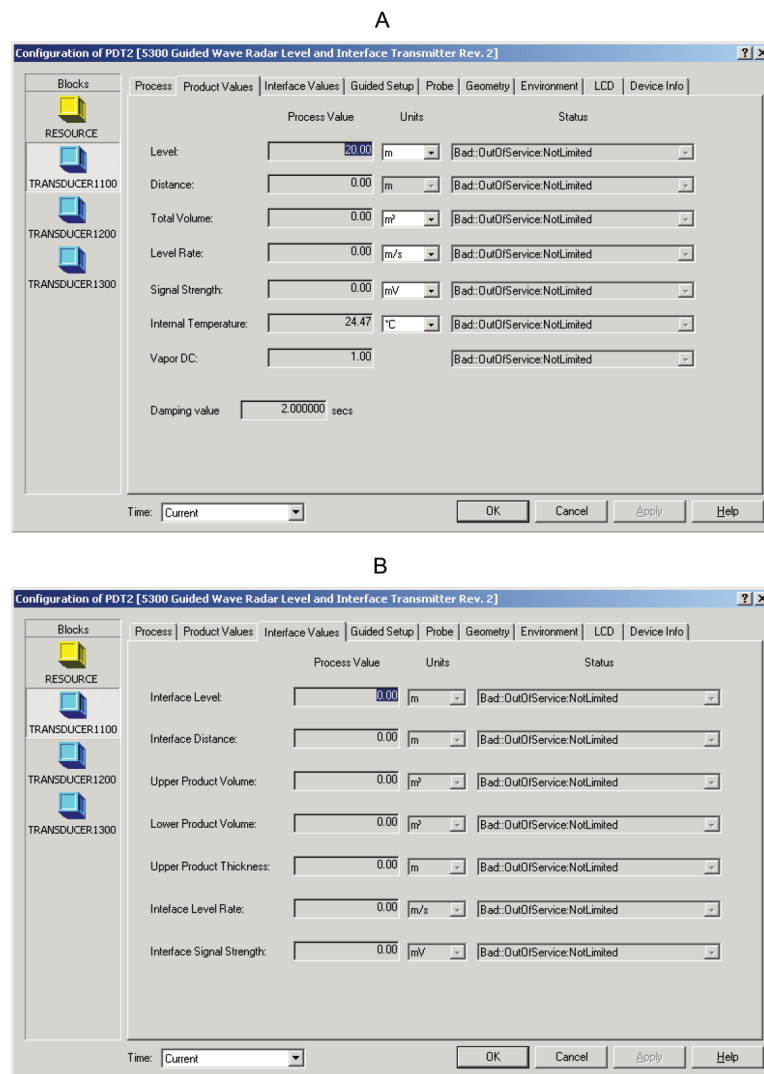 A
Configuration of PDT2 [5300 Guided Wave Radar Level and Interface Transmitter Rev. 2]
Blocks
RESOURCE
TRANSDUCER1100
TRANSDUCER1200
TRANSDUCER1300
Process Product Values Interface Values Guided Setup Probe Geometry Environment LCD Device Info
Process Value Units Status
Level: 20.00 m Bad::OutOfService:NotLimited
Distance: 0.00 m Bad::OutOfService:NotLimited
Total Volume: 0.00 m³ Bad::OutOfService:NotLimited
Level Rate: 0.00 m/s Bad::OutOfService:NotLimited
Signal Strength: 0.00 mV Bad::OutOfService:NotLimited
Internal Temperature: 24.47 °C Bad::OutOfService:NotLimited
Vapor DC: 1.00 Bad::OutOfService:NotLimited
Damping value 2.000000 secs
Time: Current OK Cancel Apply Help
B
Configuration of PDT2 [5300 Guided Wave Radar Level and Interface Transmitter Rev. 2]
Blocks
RESOURCE
TRANSDUCER1100
TRANSDUCER1200
TRANSDUCER1300
Process Product Values Interface Values Guided Setup Probe Geometry Environment LCD Device Info
Process Value Units Status
Interface Level: 0.00 m Bad::OutOfService:NotLimited
Interface Distance: 0.00 m Bad::OutOfService:NotLimited
Upper Product Volume: 0.00 m³ Bad::OutOfService:NotLimited
Lower Product Volume: 0.00 m³ Bad::OutOfService:NotLimited
Upper Product Thickness: 0.00 m Bad::OutOfService:NotLimited
Inteface Level Rate: 0.00 m/s Bad::OutOfService:NotLimited
Interface Signal Strength: 0.00 mV Bad::OutOfService:NotLimited
Time: Current OK Cancel Apply Help